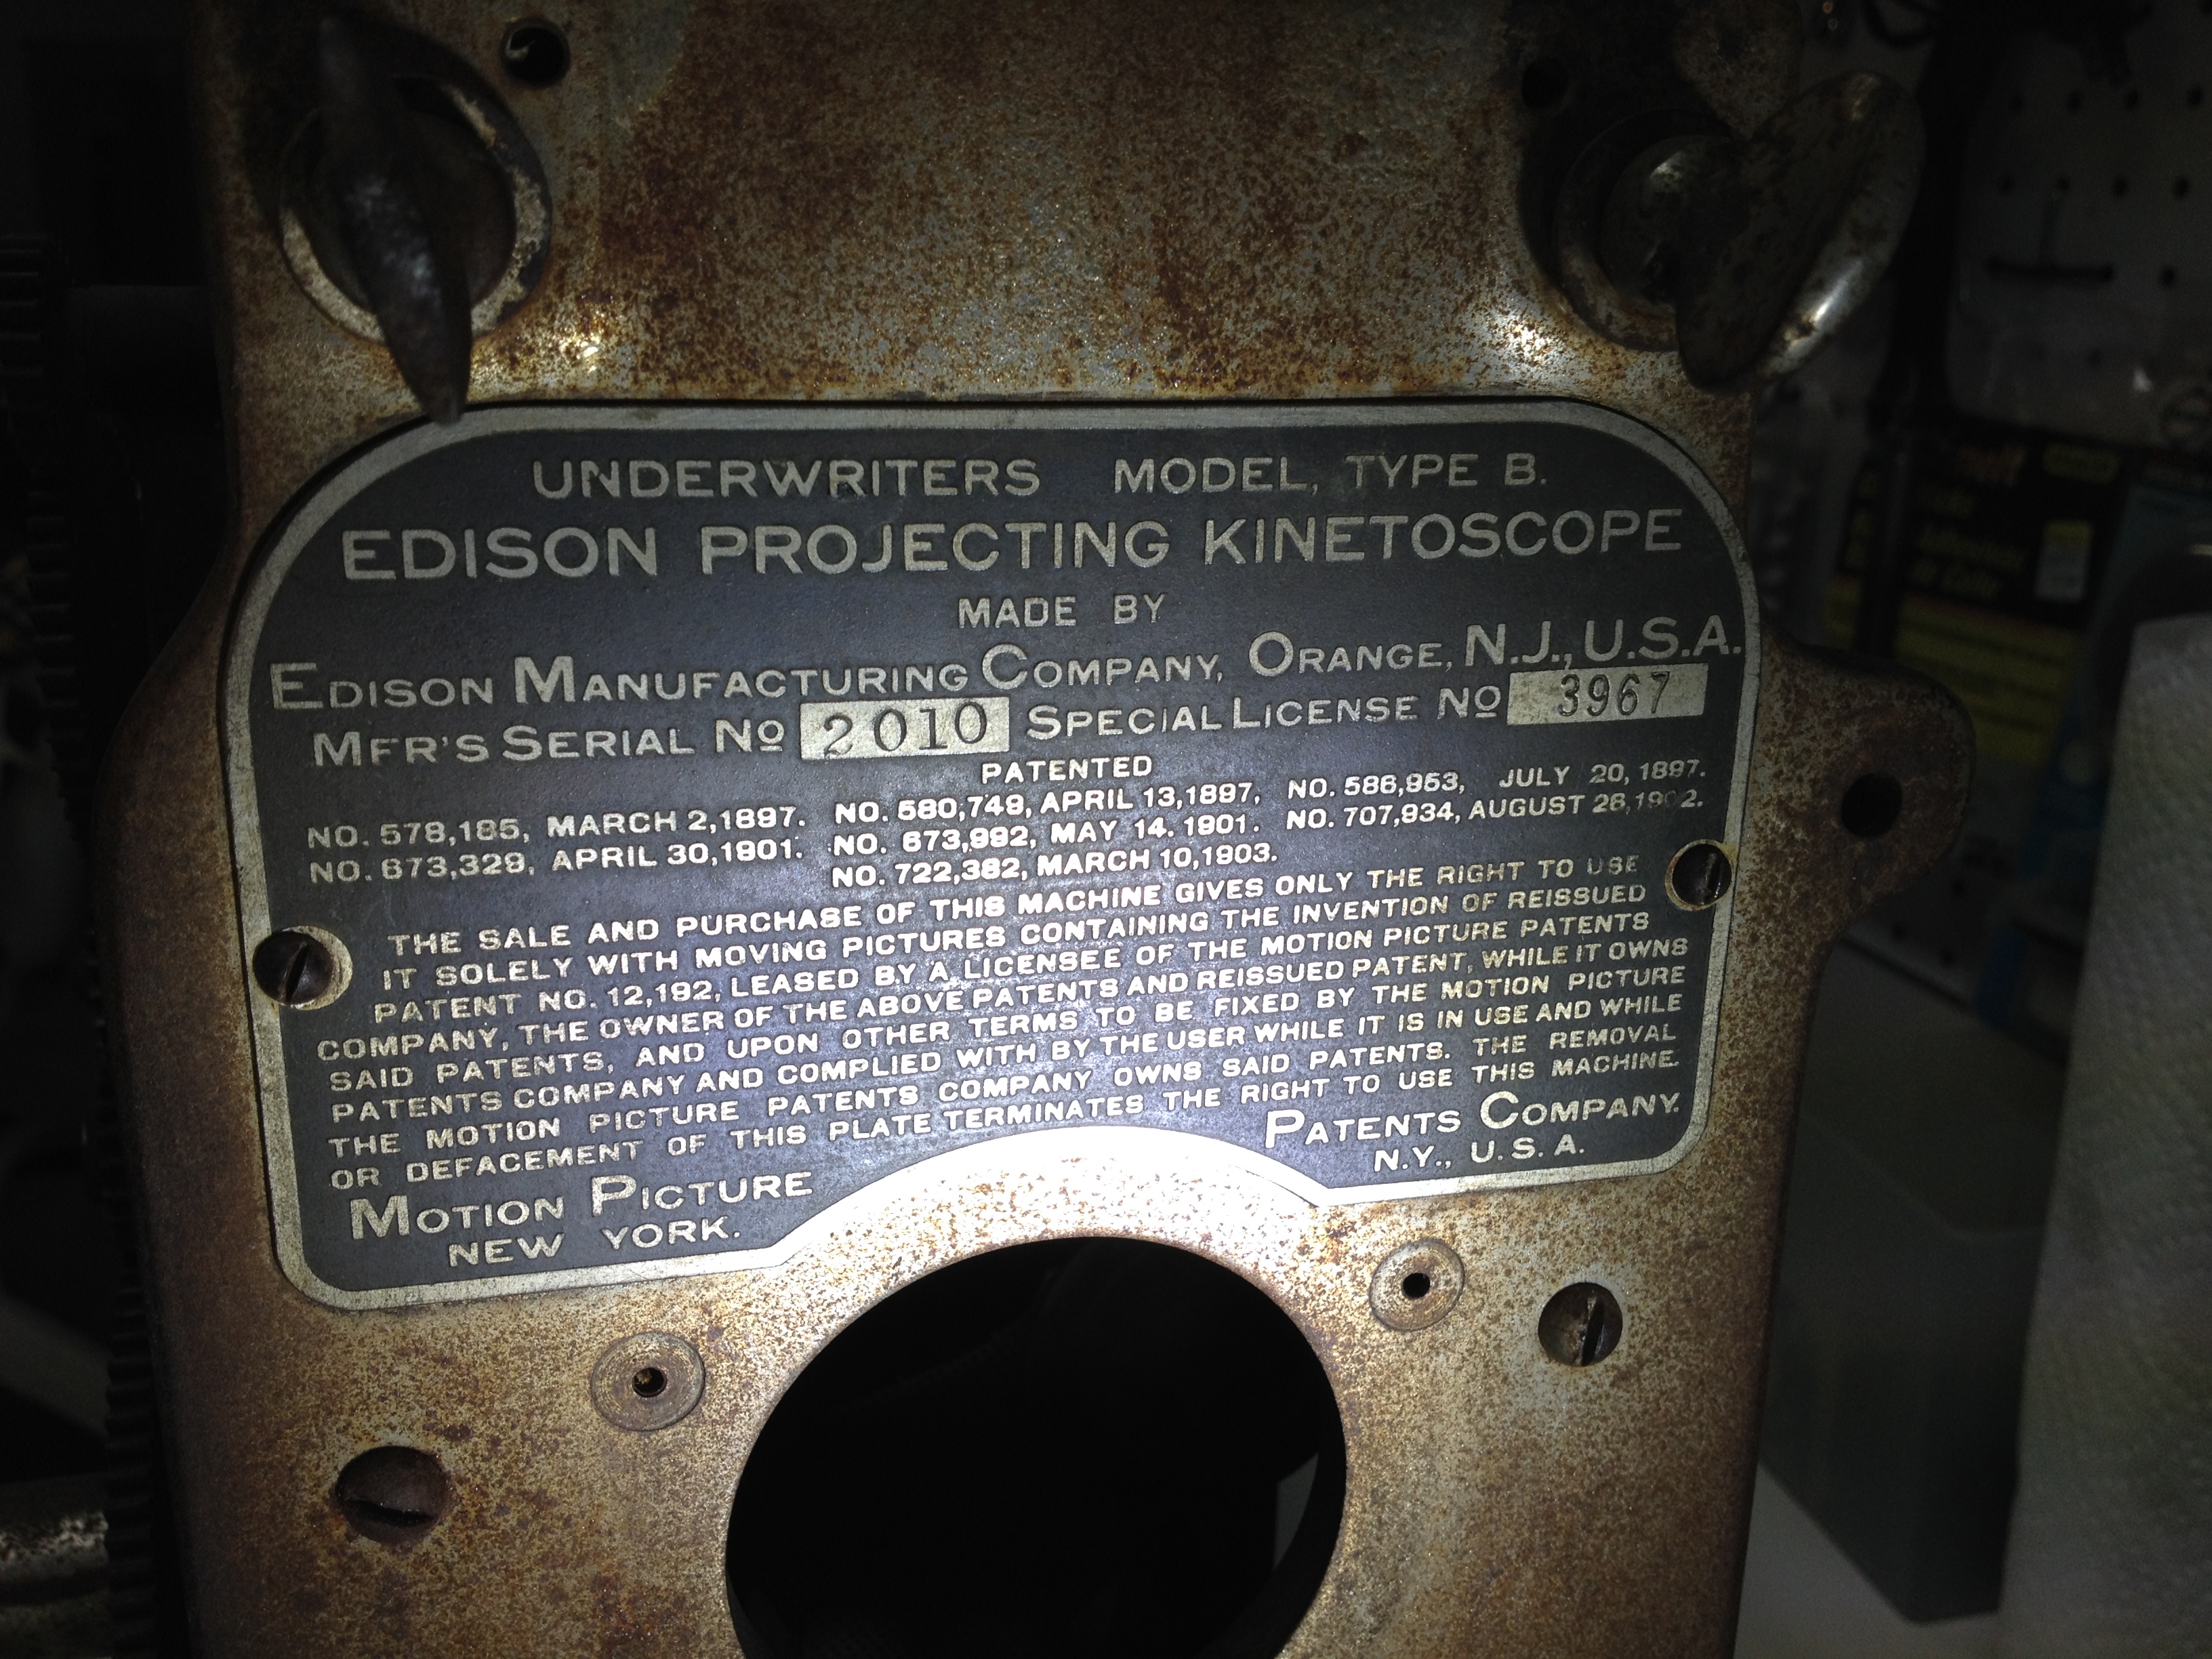 UNDERWRITERS MODEL, TYPE B.
EDISON PROJECTING KINETOSCOPE
MADE BY
EDISON MANUFACTURING COMPANY, ORANGE, N.J., U.S.A.
MFR'S SERIAL No 2010 SPECIAL LICENSE No 3967
PATENTED
NO. 578,185, MARCH 2,1897. NO. 580,749, APRIL 13,1897, NO. 586,953, JULY 20,1897.
NO. 673,329, APRIL 30,1901. NO. 673,992, MAY 14.1901. NO. 707,934, AUGUST 26,1902.
NO. 722,382, MARCH 10,1903.
THE SALE AND PURCHASE OF THIS MACHINE GIVES ONLY THE RIGHT TO USE
IT SOLELY WITH MOVING PICTURES CONTAINING THE INVENTION OF REISSUED
PATENT NO. 12,192, LEASED BY A LICENSEE OF THE MOTION PICTURE PATENTS
COMPANY, THE OWNER OF THE ABOVE PATENTS AND REISSUED PATENT, WHILE IT OWNS
SAID PATENTS, AND UPON OTHER TERMS TO BE FIXED BY THE MOTION PICTURE
PATENTS COMPANY AND COMPLIED WITH BY THE USER WHILE IT IS IN USE AND WHILE
THE MOTION PICTURE PATENTS COMPANY OWNS SAID PATENTS. THE REMOVAL
OR DEFACEMENT OF THIS PLATE TERMINATES THE RIGHT TO USE THIS MACHINE.
MOTION PICTURE PATENTS COMPANY.
NEW YORK. N.Y., U.S.A.